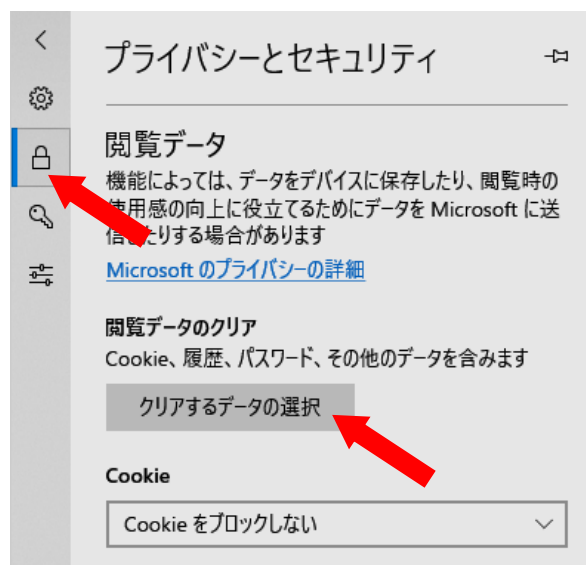 プライバシーとセキュリティ
閲覧データ
機能によっては、データをデバイスに保存したり、閲覧時の
使用感の向上に役立てるためにデータを Microsoft に送
信したりする場合があります
Microsoft のプライバシーの詳細
閲覧データのクリア
Cookie、履歴、パスワード、その他のデータを含みます
クリアするデータの選択
Cookie
Cookie をブロックしない